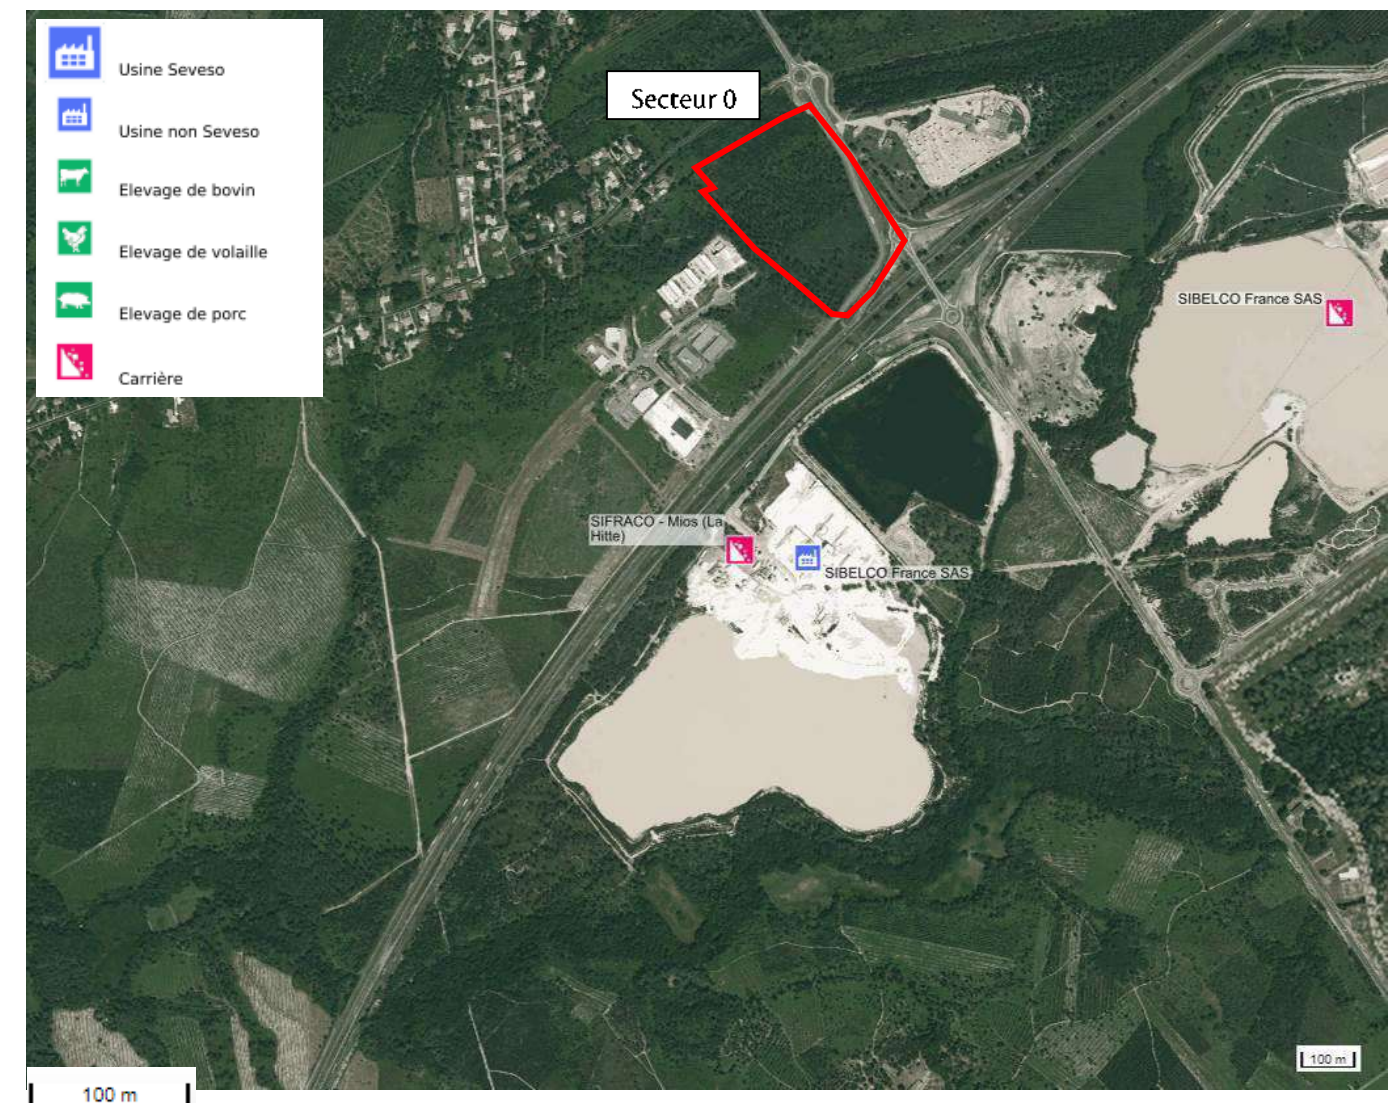 Usine Seveso
Usine non Seveso
Elevage de bovin
Elevage de volaille
Elevage de porc
Carrière
Secteur 0
SIBELCO France SAS
SIFRACO - Mios (La
Hitte)
SIBELCO France SAS
100 m
100 m